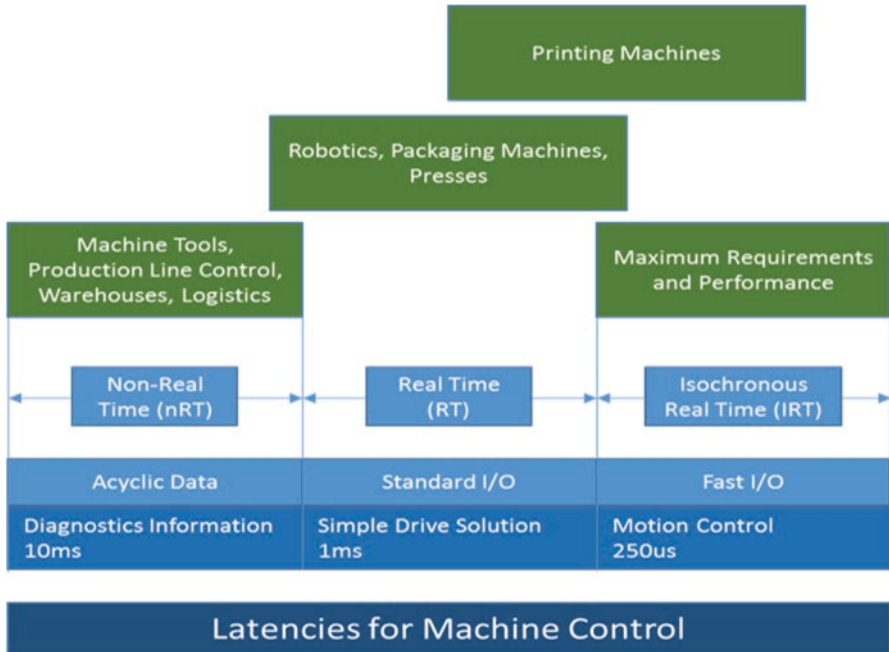 Printing Machines
Robotics, Packaging Machines,
Presses
Machine Tools,
Production Line Control,
Warehouses, Logistics
Maximum Requirements
and Performance
Non-Real
Time (nRT)
Real Time
(RT)
Isochronous
Real Time (IRT)
Acyclic Data
Standard I/O
Fast I/O
Diagnostics Information
10ms
Simple Drive Solution
1ms
Motion Control
250us
Latencies for Machine Control